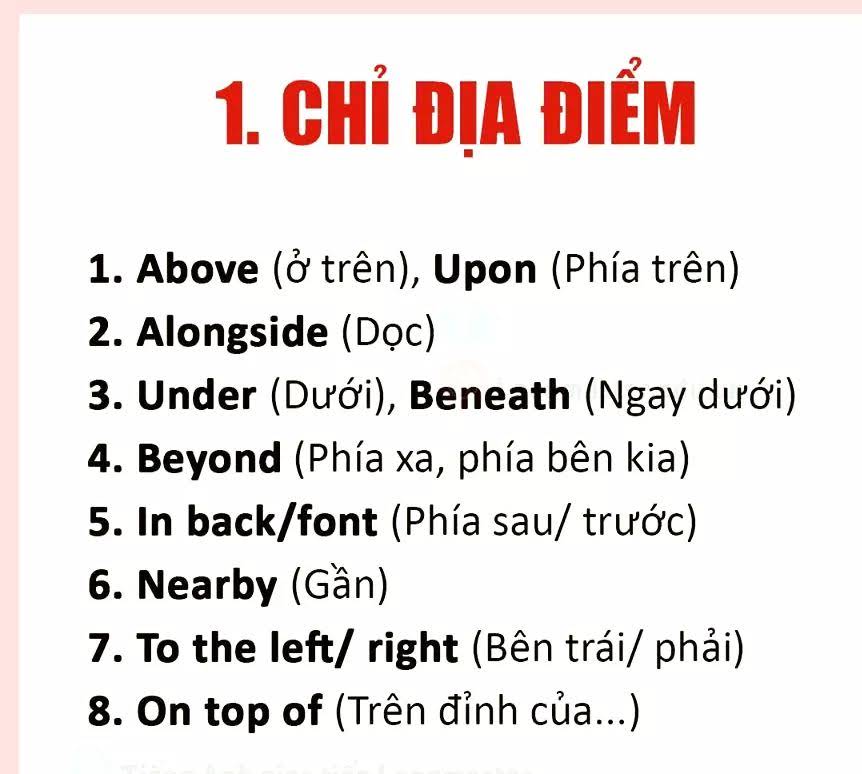 1. CHỈ ĐỊA ĐIỂM
1. Above (ở trên), Upon (Phía trên)
2. Alongside (Dọc)
3. Under (Dưới), Beneath (Ngay dưới)
4. Beyond (Phía xa, phía bên kia)
5. In back/font (Phía sau/ trước)
6. Nearby (Gần)
7. To the left/ right (Bên trái/ phải)
8. On top of (Trên đỉnh của...)